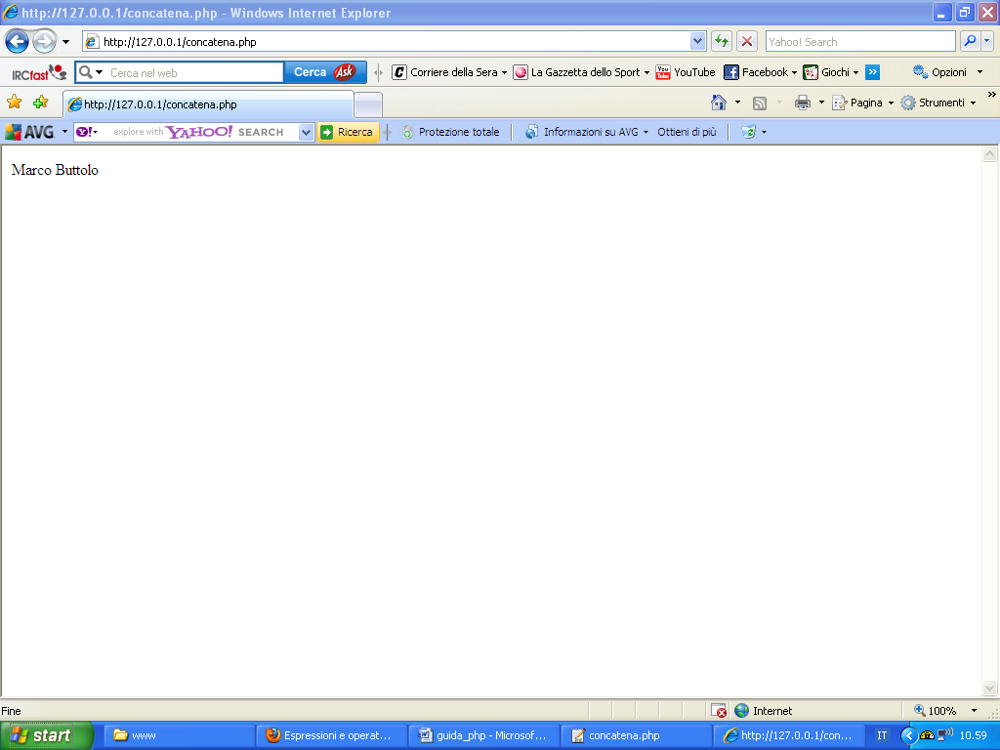 http://127.0.0.1/concatena.php - Windows Internet Explorer
http://127.0.0.1/concatena.php
Yahoo! Search
IRCfast Cerca nel web Cerca Ask Corriere della Sera La Gazzetta dello Sport You Tube YouTube Facebook Giochi » Opzioni
http://127.0.0.1/concatena.php Pagina Strumenti »
AVG Y! explore with YAHOO! SEARCH Ricerca Protezione totale Informazioni su AVG Ottieni di più
Marco Buttolo
Fine Internet 100%
start www Espressioni e operat... guida_php - Microsof... concatena.php http://127.0.0.1/con... IT 10.59